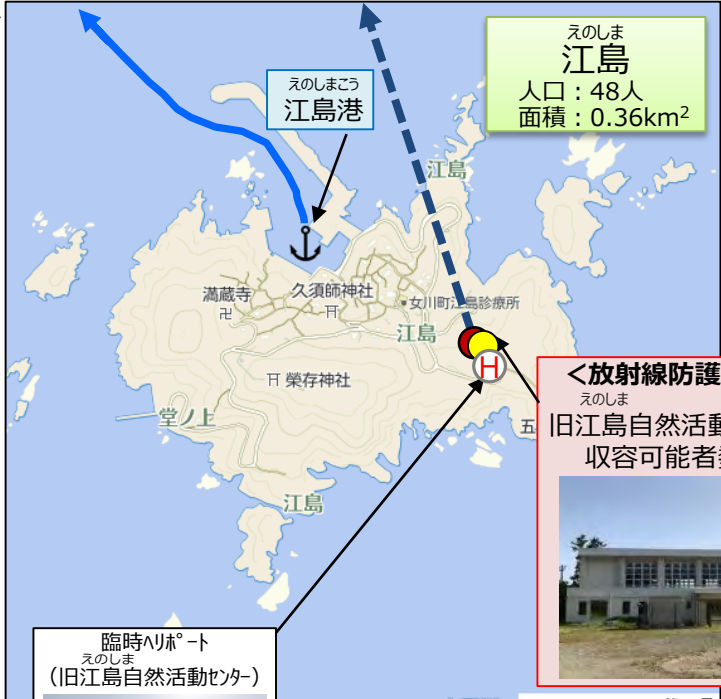 えのしま
江島
人口：48人
面積：0.36km²
えのしまこう
江島港
江島
満蔵寺
久須師神社
女川町江島診療所
江島
榮存神社
H
堂ノ上
五
江島
<放射線防護
えのしま
旧江島自然活動
収容可能者数
臨時ﾍﾘﾎﾟｰﾄ
えのしま
（旧江島自然活動ｾﾝﾀｰ）